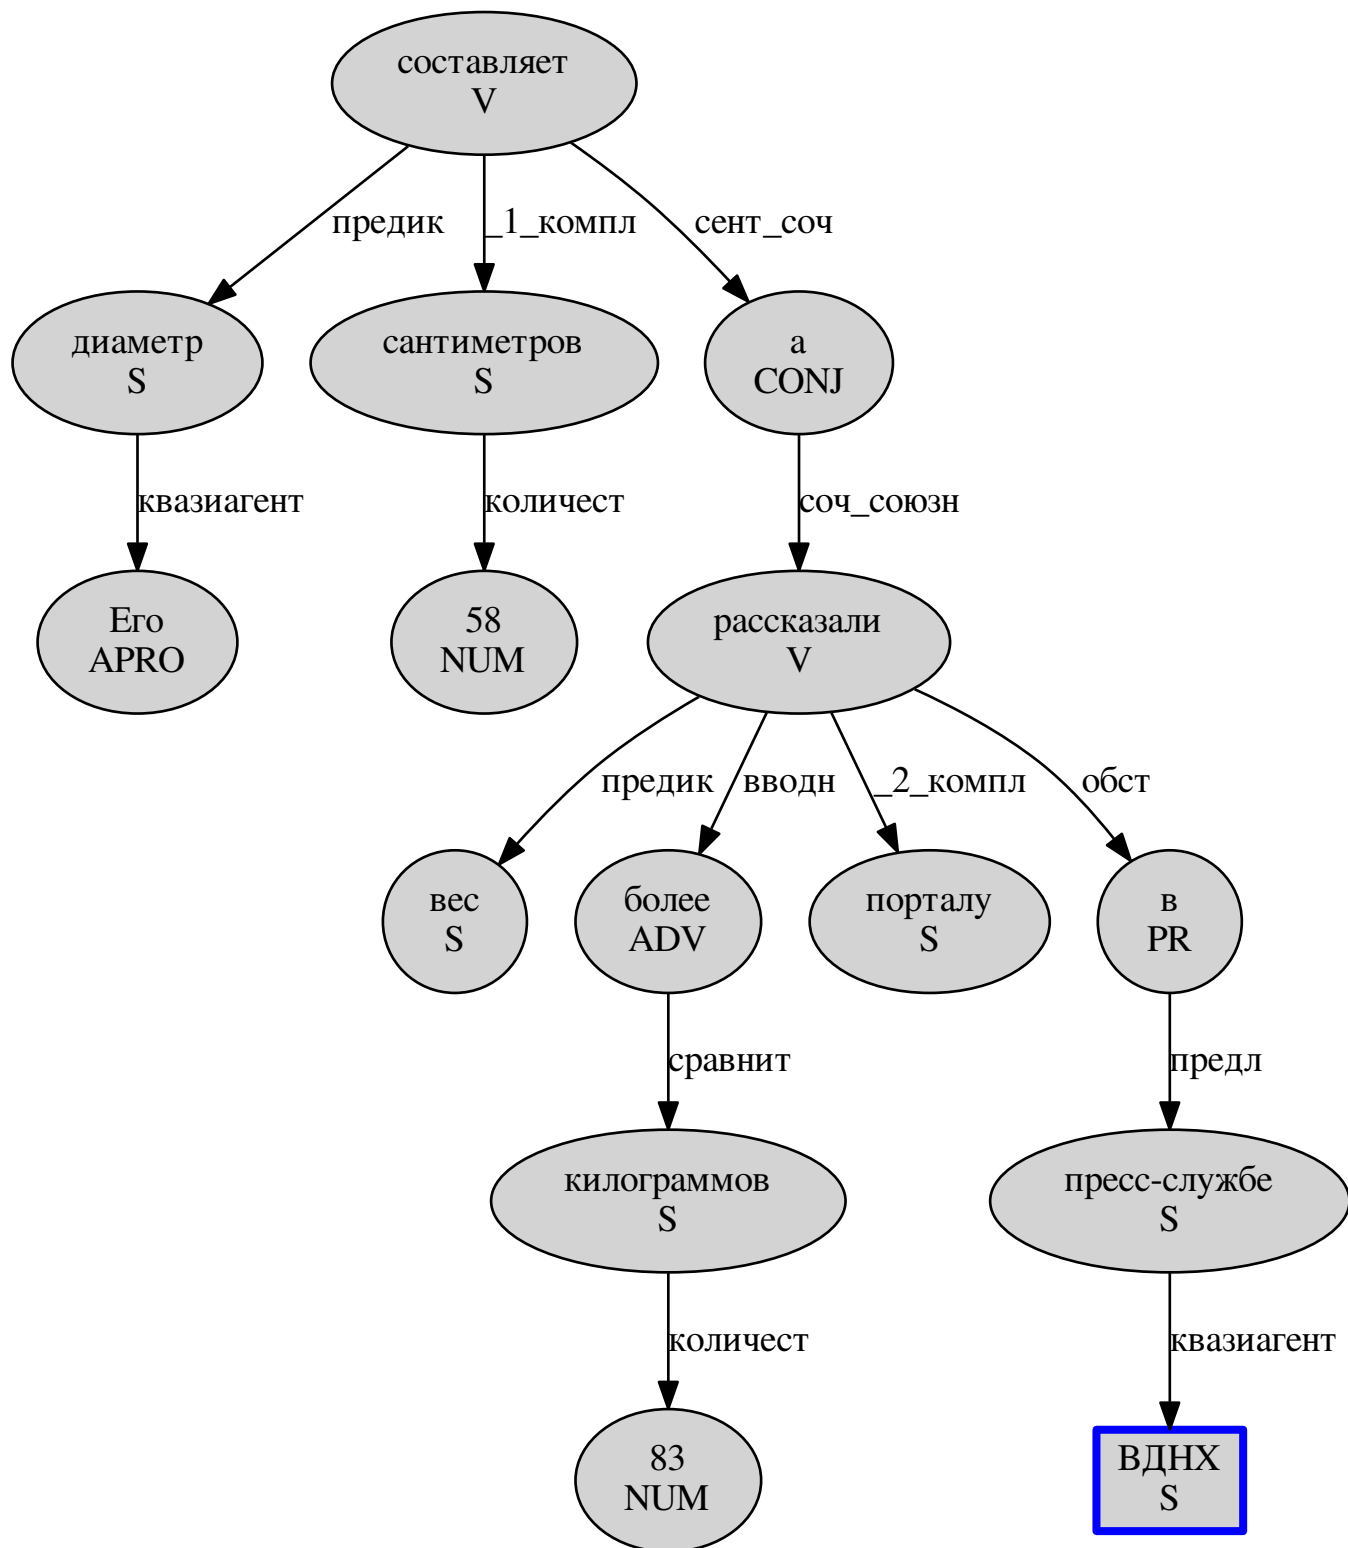 составляет
V
предик
_1_компл
сент_соч
диаметр
S
сантиметров
S
а
CONJ
квазиагент
количест
соч_союзн
Его
APRO
58
NUM
рассказали
V
предик
вводн
_2_компл
обст
вес
S
более
ADV
порталу
S
в
PR
сравнит
предл
килограммов
S
пресс-службе
S
количест
квазиагент
83
NUM
ВДНХ
S